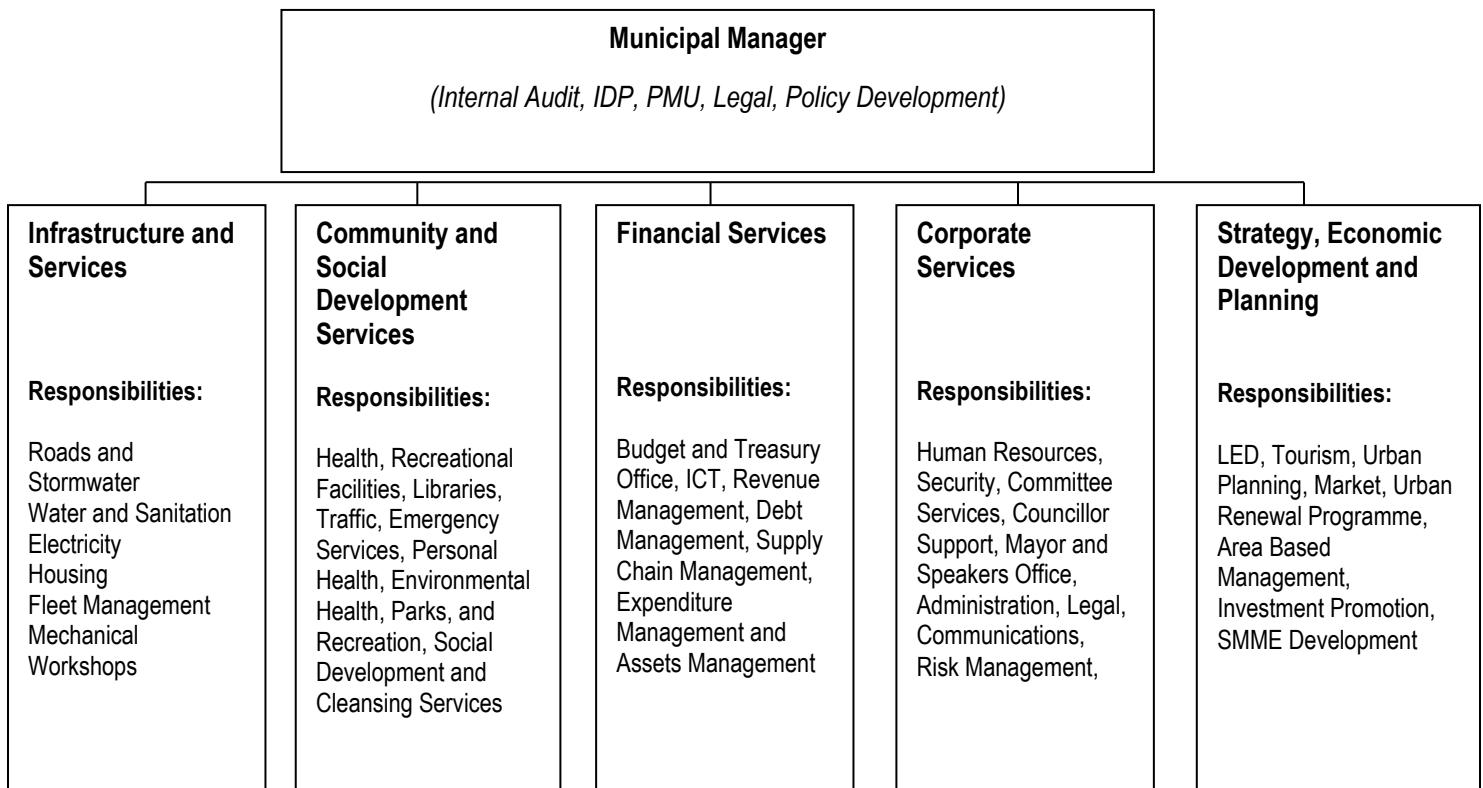 Municipal Manager
(Internal Audit, IDP, PMU, Legal, Policy Development)
Infrastructure and
Services
Responsibilities:
Roads and
Stormwater
Water and Sanitation
Electricity
Housing
Fleet Management
Mechanical
Workshops
Community and
Social
Development
Services
Responsibilities:
Health, Recreational
Facilities, Libraries,
Traffic, Emergency
Services, Personal
Health, Environmental
Health, Parks, and
Recreation, Social
Development and
Cleansing Services
Financial Services
Responsibilities:
Budget and Treasury
Office, ICT, Revenue
Management, Debt
Management, Supply
Chain Management,
Expenditure
Management and
Assets Management
Corporate
Services
Responsibilities:
Human Resources,
Security, Committee
Services, Councillor
Support, Mayor and
Speakers Office,
Administration, Legal,
Communications,
Risk Management,
Strategy, Economic
Development and
Planning
Responsibilities:
LED, Tourism, Urban
Planning, Market, Urban
Renewal Programme,
Area Based
Management,
Investment Promotion,
SMME Development